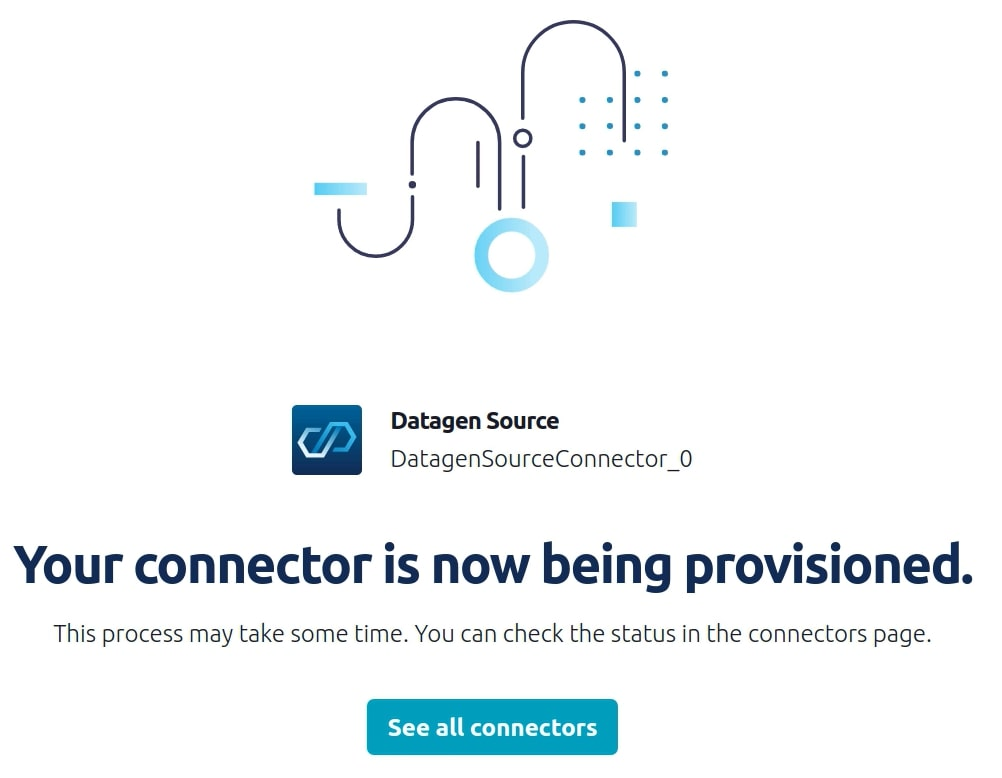 Datagen Source
DatagenSourceConnector_0
Your connector is now being provisioned.
This process may take some time. You can check the status in the connectors page.
See all connectors